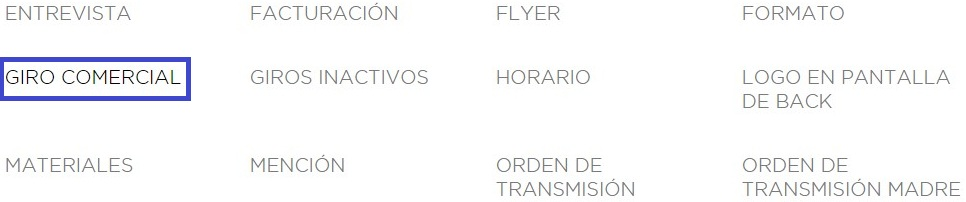 ENTREVISTA
FACTURACIÓN
FLYER
FORMATO
GIRO COMERCIAL
GIROS INACTIVOS
HORARIO
LOGO EN PANTALLA
DE BACK
MATERIALES
MENCIÓN
ORDEN DE
TRANSMISIÓN
ORDEN DE
TRANSMISIÓN MADRE